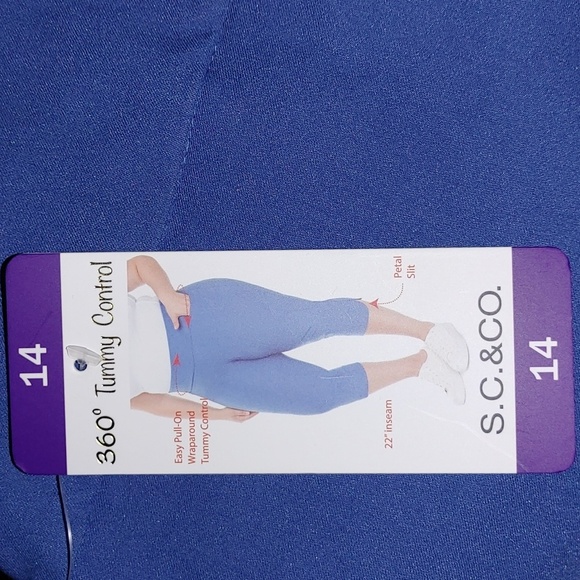 14
360° Tummy Control
Easy Pull-On
Wraparound
Tummy Control
Petal
Slit
22" inseam
S.C.&CO.
14